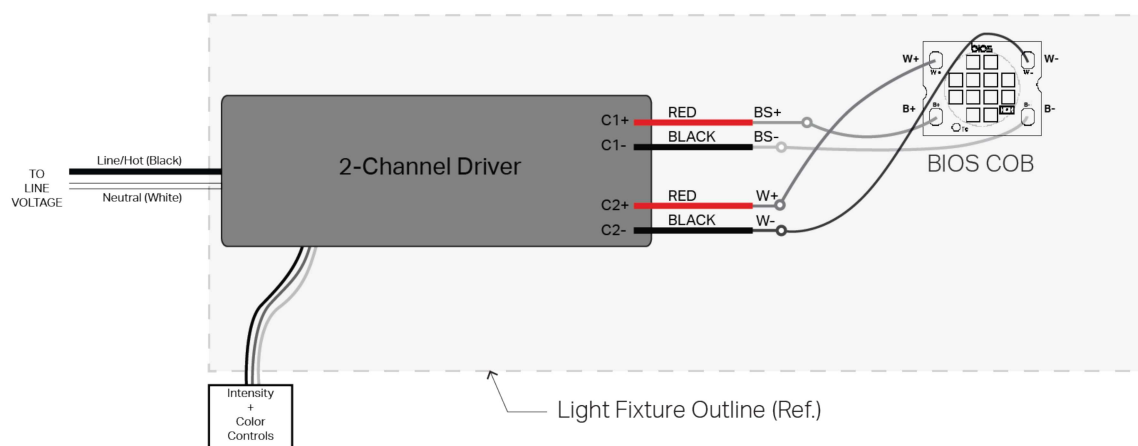 bios
W+
W-
W+
W-
C1+
RED
BS+
B+
B-
B+
B-
C1-
BLACK
BS-
Tc
BIOS COB
Line/Hot (Black)
2-Channel Driver
TO
LINE
VOLTAGE
Neutral (White)
C2+
RED
W+
C2-
BLACK
W-
Intensity
+
Color
Controls
Light Fixture Outline (Ref.)